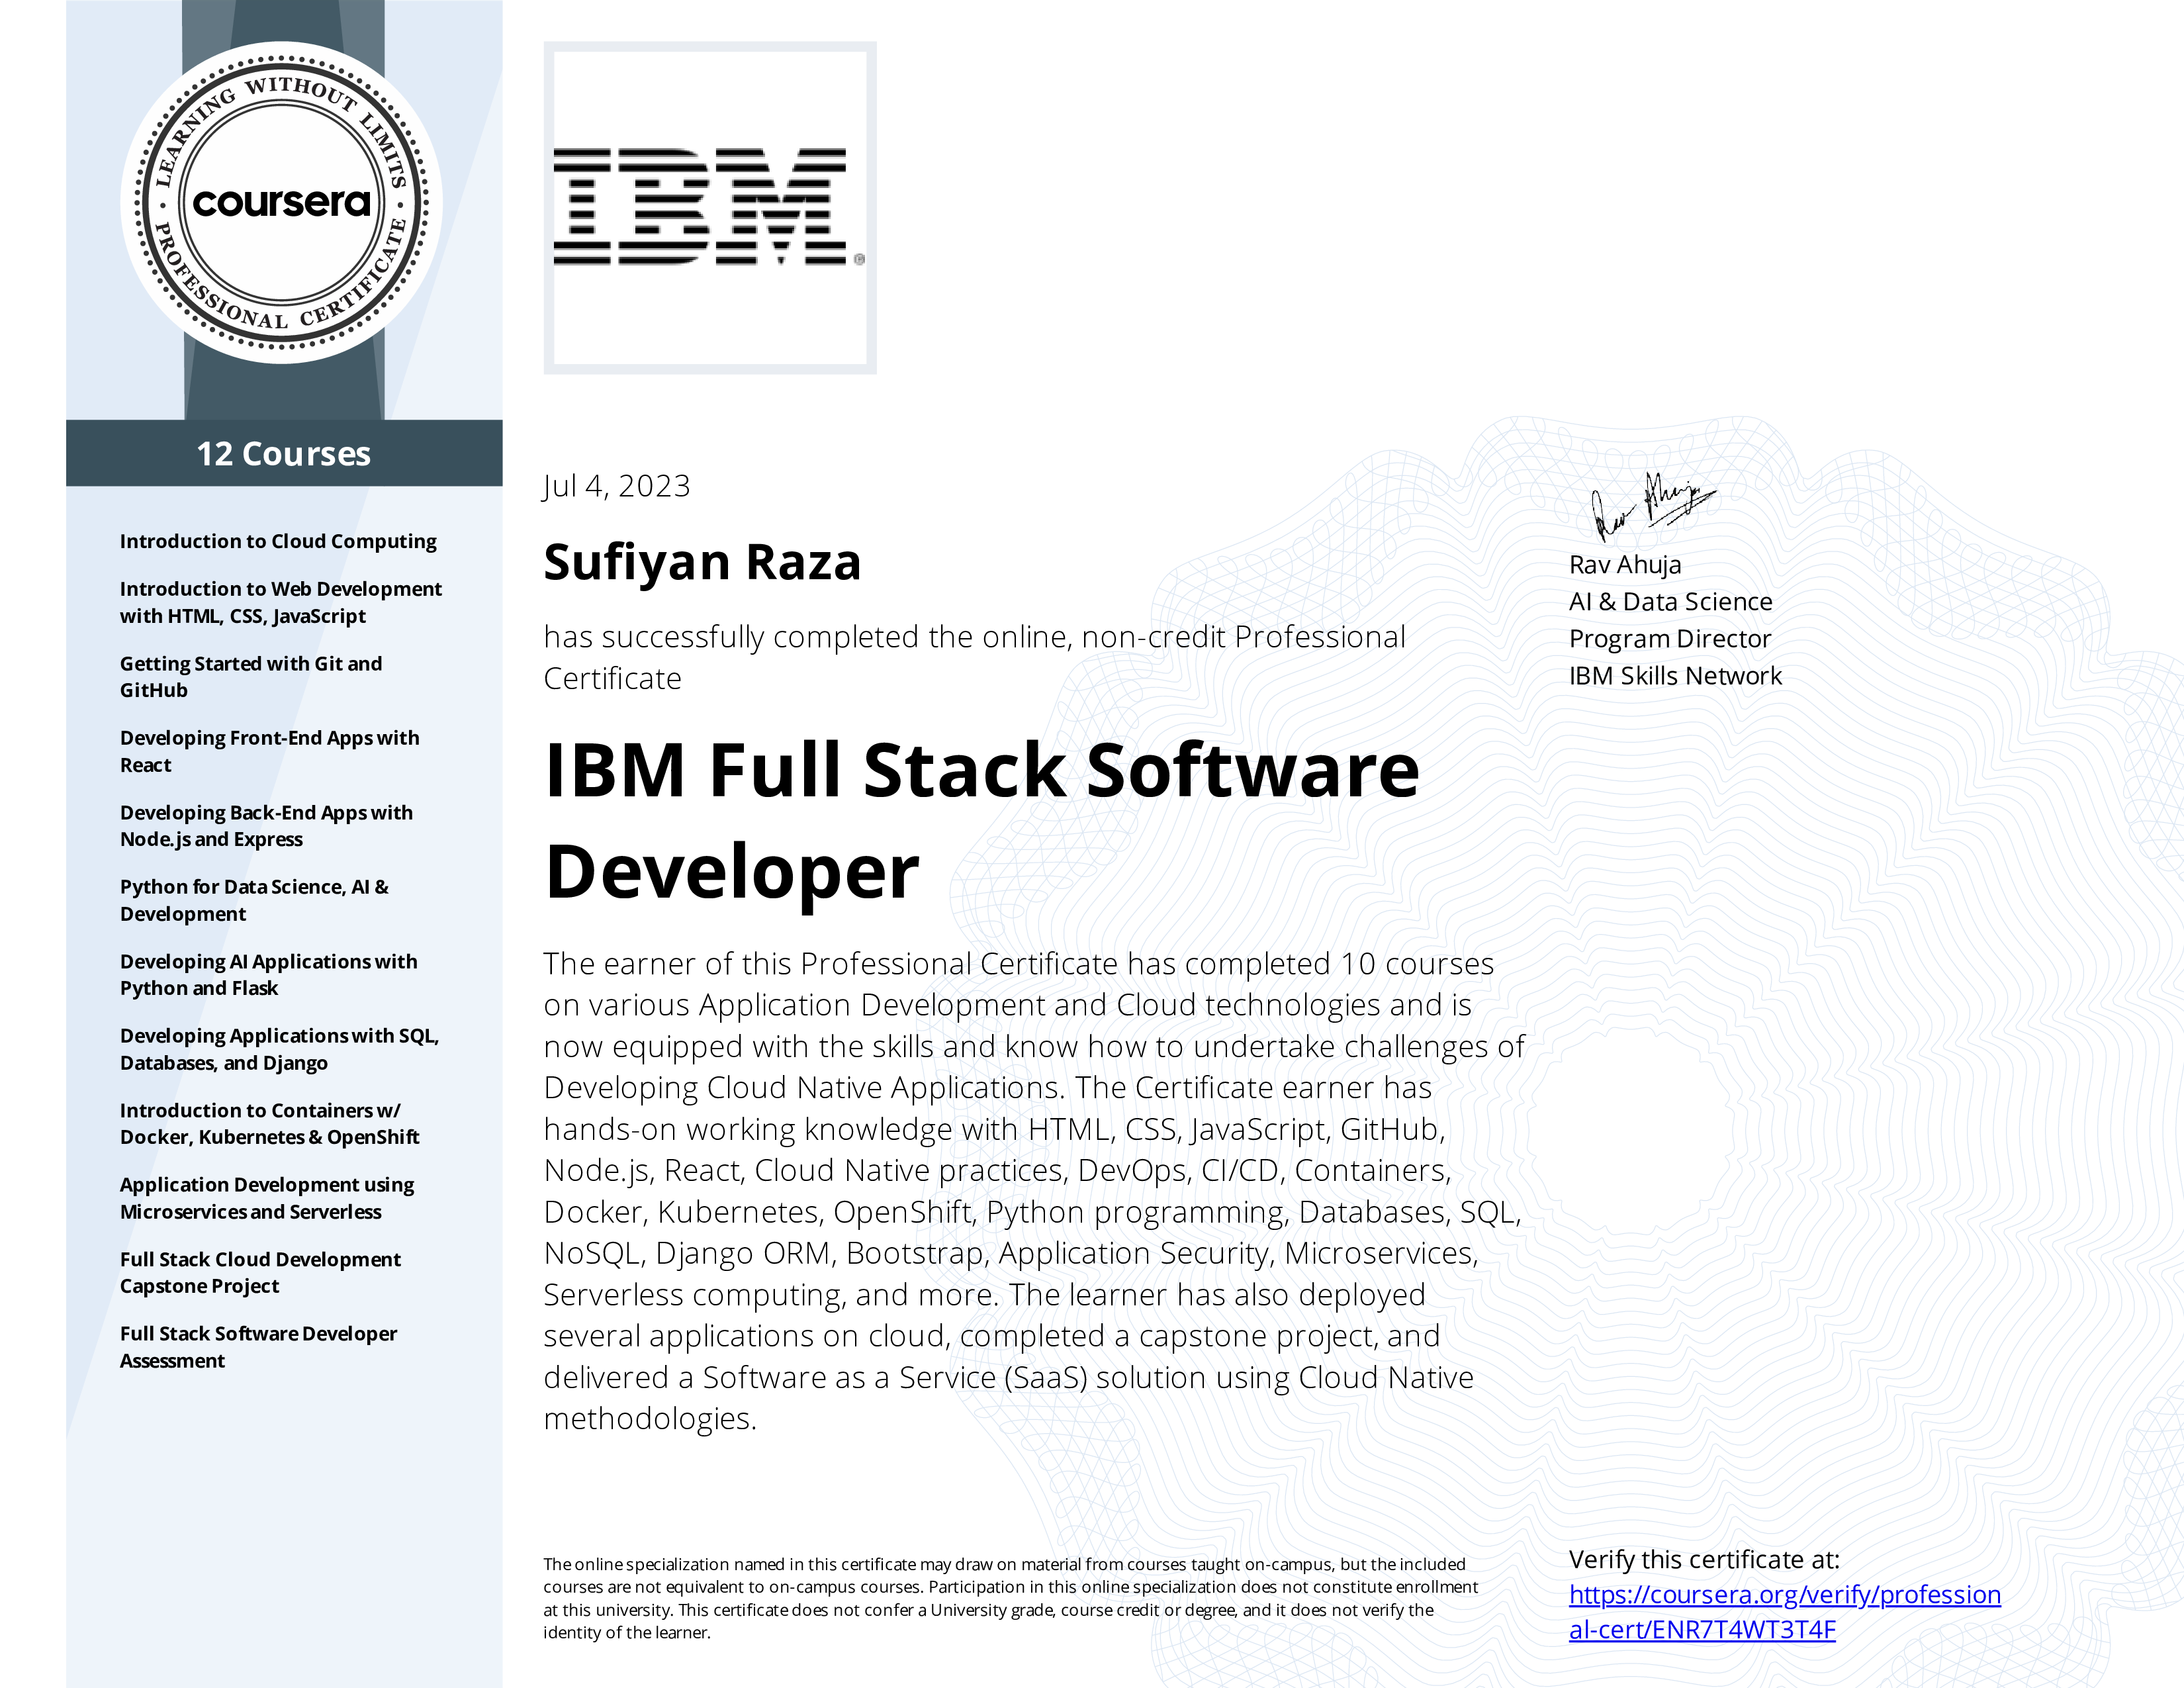 LEARNING WITHOUT LIMITS
coursera
PROFESSIONAL CERTIFICATE
12 Courses
Introduction to Cloud Computing
Introduction to Web Development
with HTML, CSS, JavaScript
Getting Started with Git and
GitHub
Developing Front-End Apps with
React
Developing Back-End Apps with
Node.js and Express
Python for Data Science, AI &
Development
Developing AI Applications with
Python and Flask
Developing Applications with SQL,
Databases, and Django
Introduction to Containers w/
Docker, Kubernetes & OpenShift
Application Development using
Microservices and Serverless
Full Stack Cloud Development
Capstone Project
Full Stack Software Developer
Assessment
IBM®
Jul 4, 2023
Sufiyan Raza
has successfully completed the online, non-credit Professional
Certificate
IBM Full Stack Software
Developer
The earner of this Professional Certificate has completed 10 courses
on various Application Development and Cloud technologies and is
now equipped with the skills and know how to undertake challenges of
Developing Cloud Native Applications. The Certificate earner has
hands-on working knowledge with HTML, CSS, JavaScript, GitHub,
Node.js, React, Cloud Native practices, DevOps, CI/CD, Containers,
Docker, Kubernetes, OpenShift, Python programming, Databases, SQL,
NoSQL, Django ORM, Bootstrap, Application Security, Microservices,
Serverless computing, and more. The learner has also deployed
several applications on cloud, completed a capstone project, and
delivered a Software as a Service (SaaS) solution using Cloud Native
methodologies.
The online specialization named in this certificate may draw on material from courses taught on-campus, but the included
courses are not equivalent to on-campus courses. Participation in this online specialization does not constitute enrollment
at this university. This certificate does not confer a University grade, course credit or degree, and it does not verify the
identity of the learner.
Rav Ahuja
Rav Ahuja
AI & Data Science
Program Director
IBM Skills Network
Verify this certificate at:
https://coursera.org/verify/profession
al-cert/ENR7T4WT3T4F